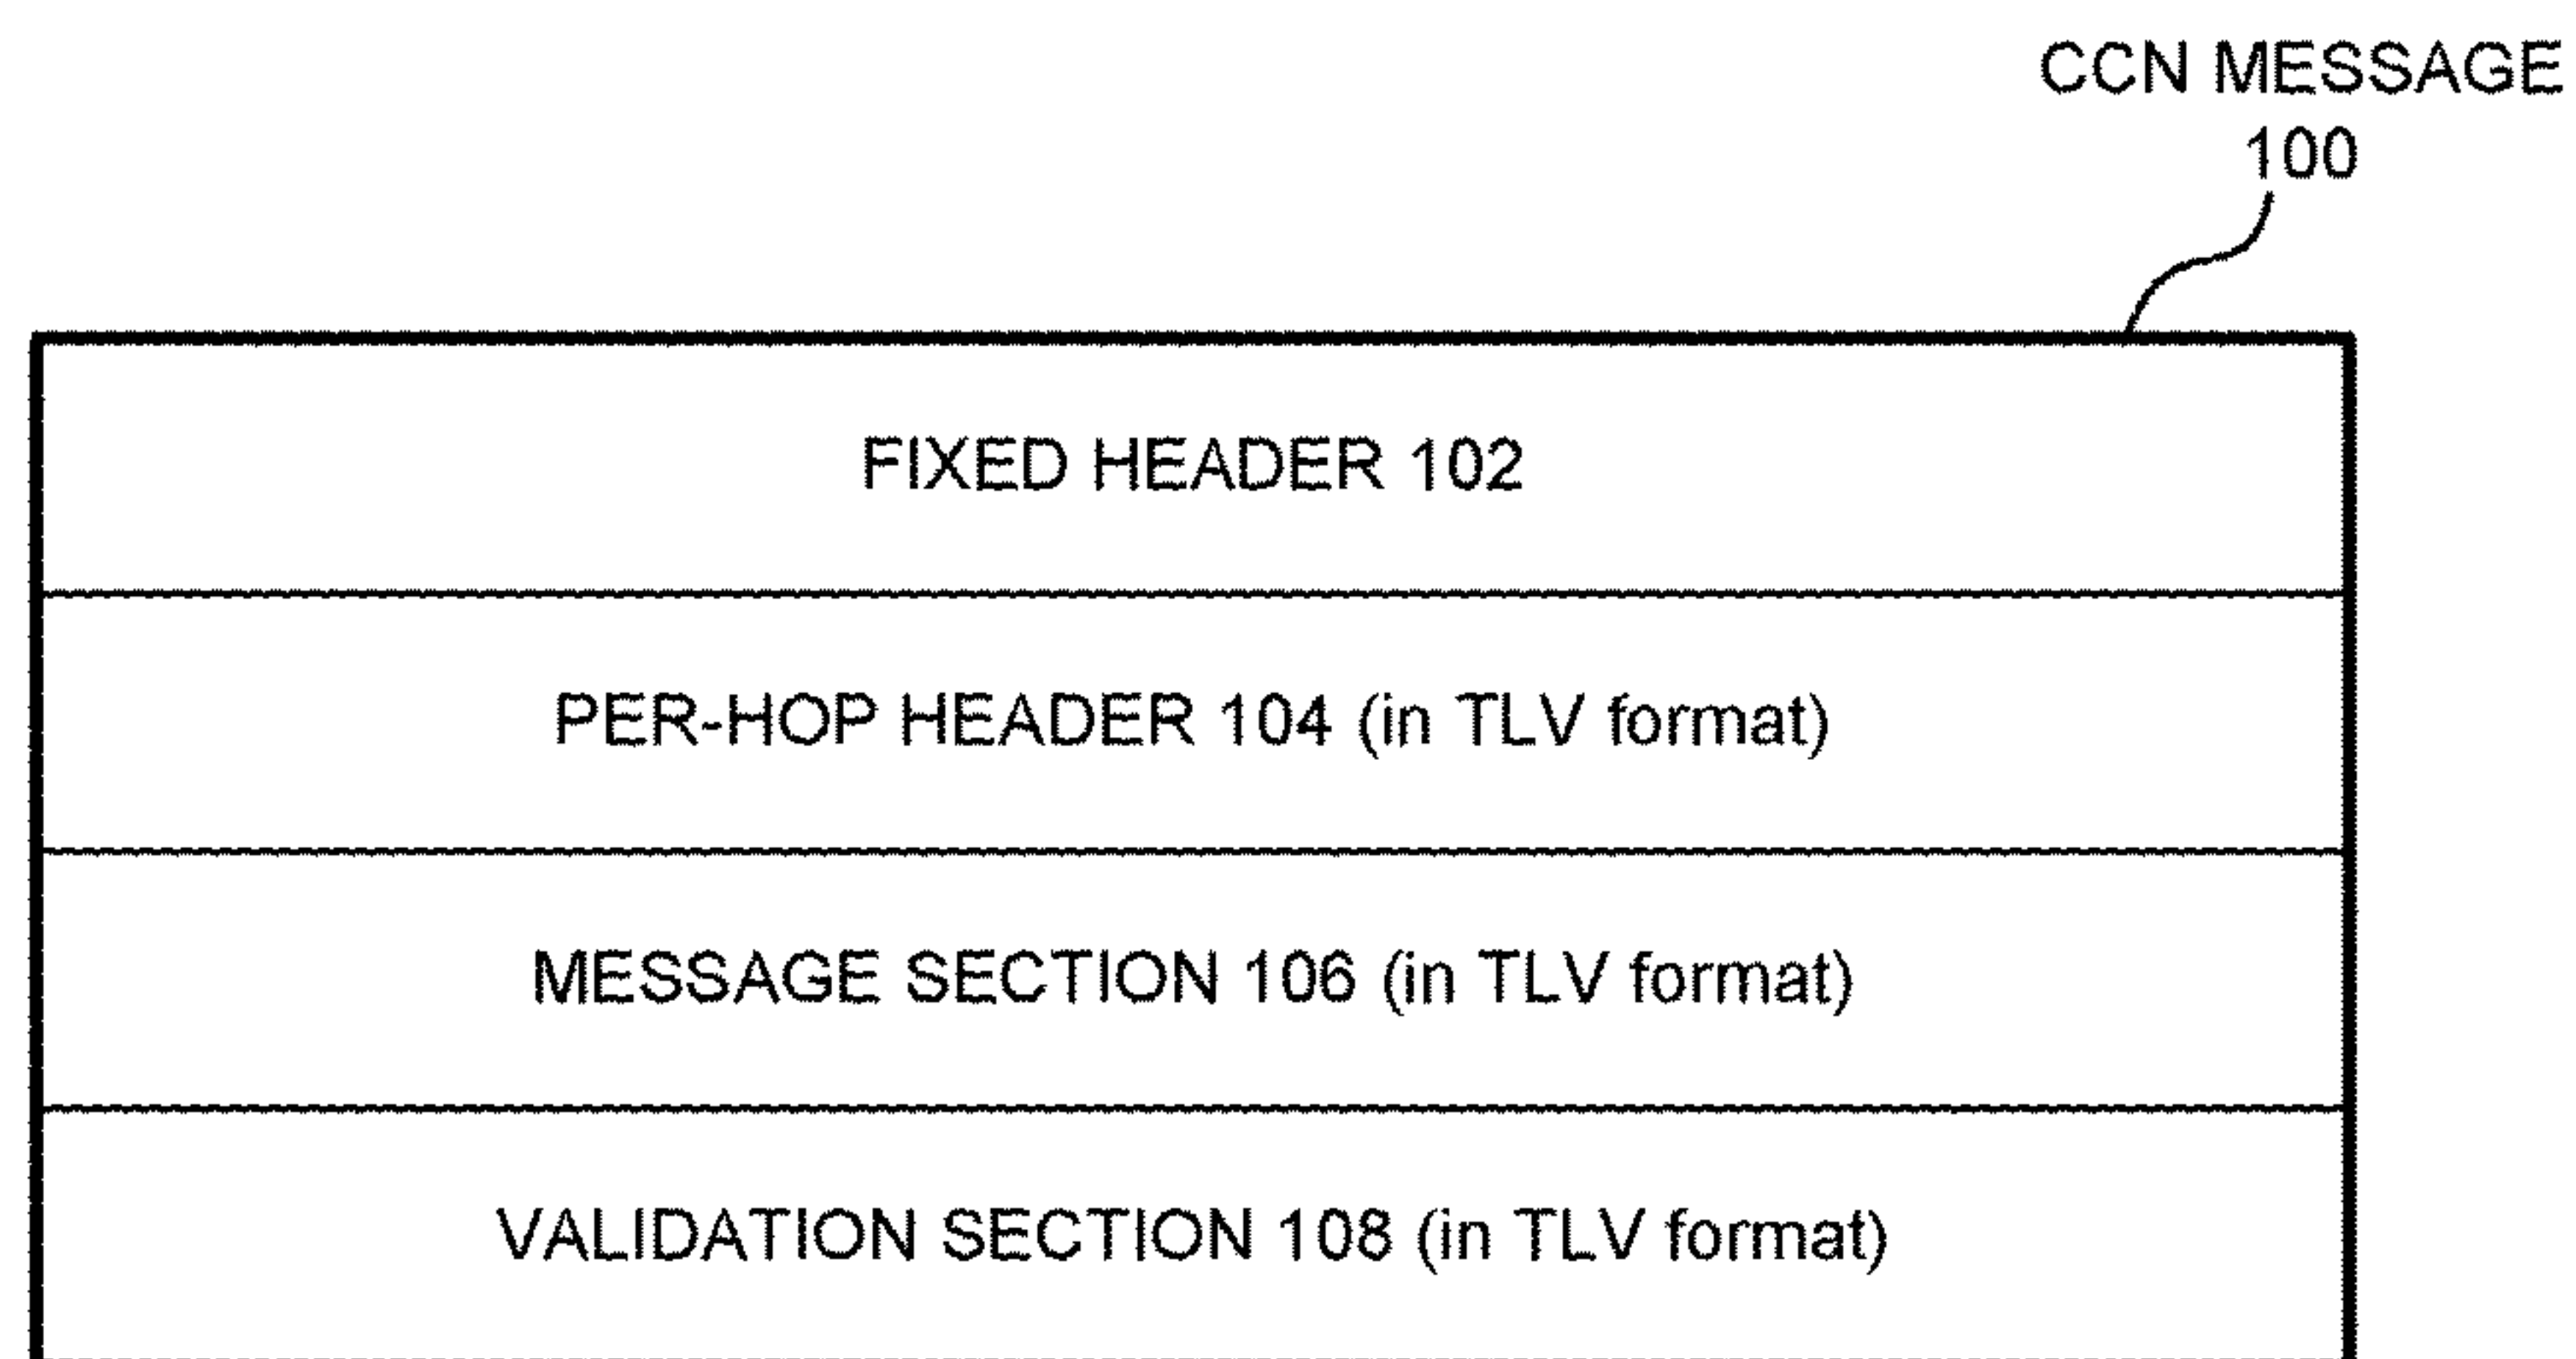 CCN MESSAGE
100
FIXED HEADER 102
PER-HOP HEADER 104 (in TLV format)
MESSAGE SECTION 106 (in TLV format)
VALIDATION SECTION 108 (in TLV format)